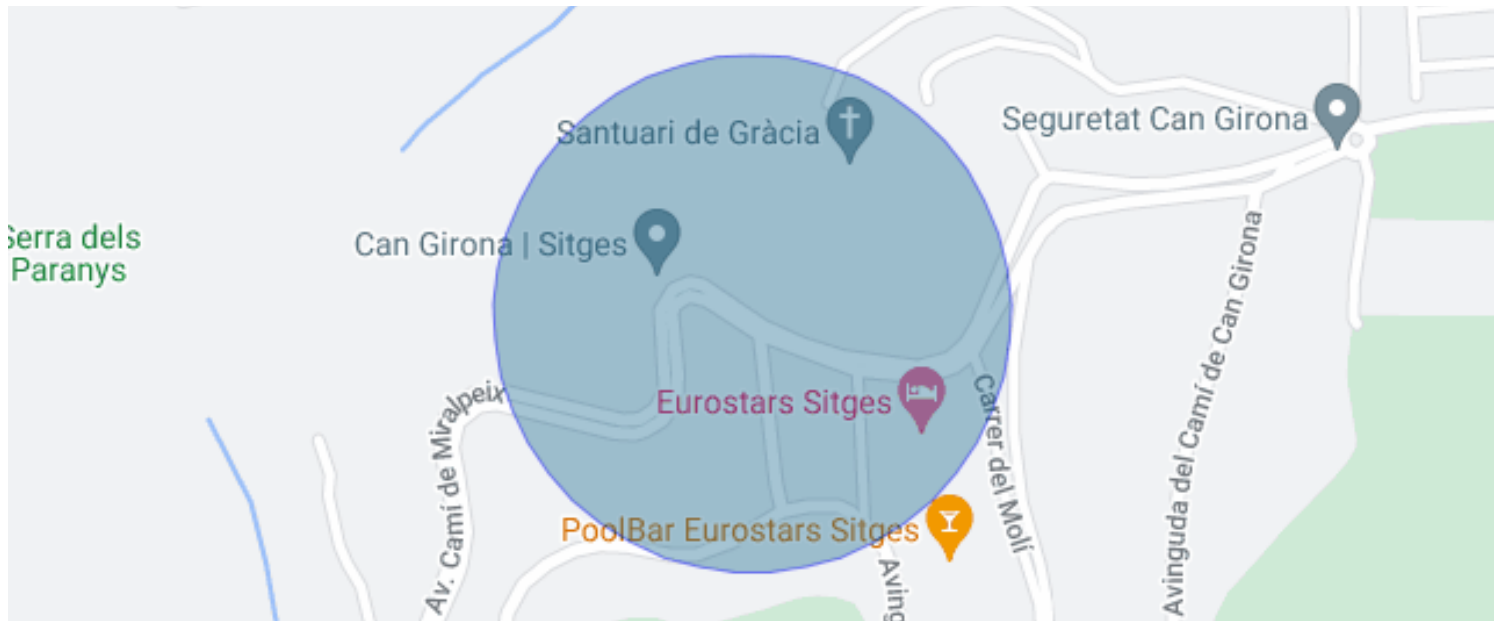 Santuari de Gràcia
Seguretat Can Girona
Serra dels
Paranys
Can Girona | Sitges
Eurostars Sitges
Av. Camí de Miralpeix
Carrer del Molí
Avinguda del Camí de Can Girona
PoolBar Eurostars Sitges
Aving